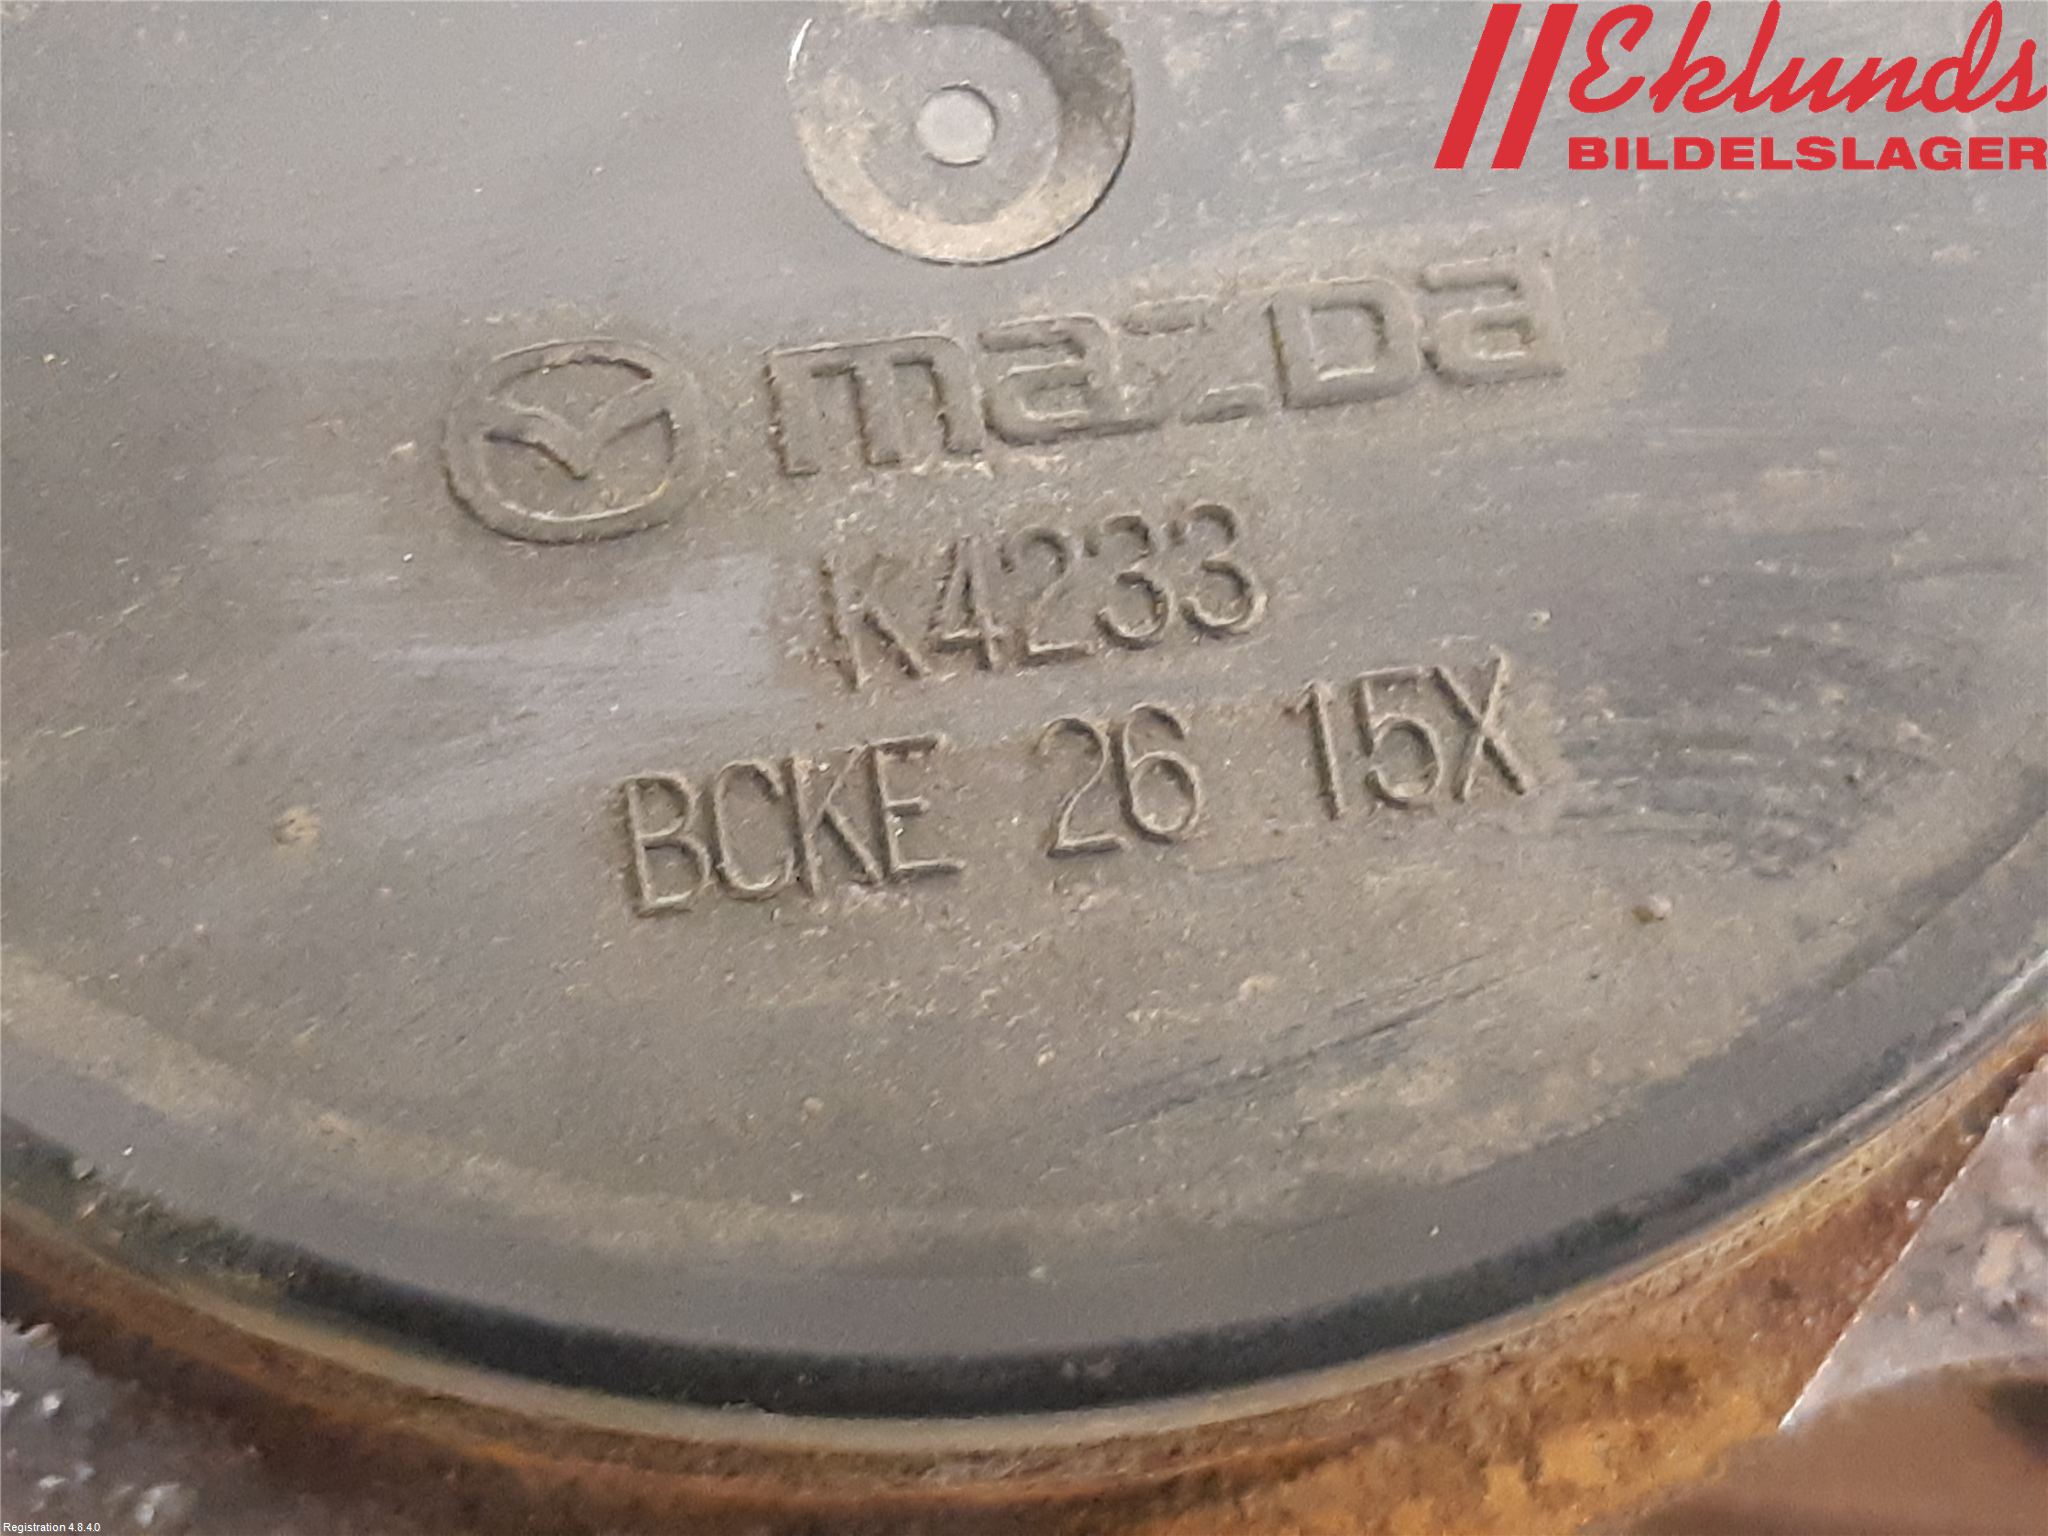 Eklunds
BILDELSLAGER
mazda
K4233
BCKE 26 15X
Registration 4.8.4.0